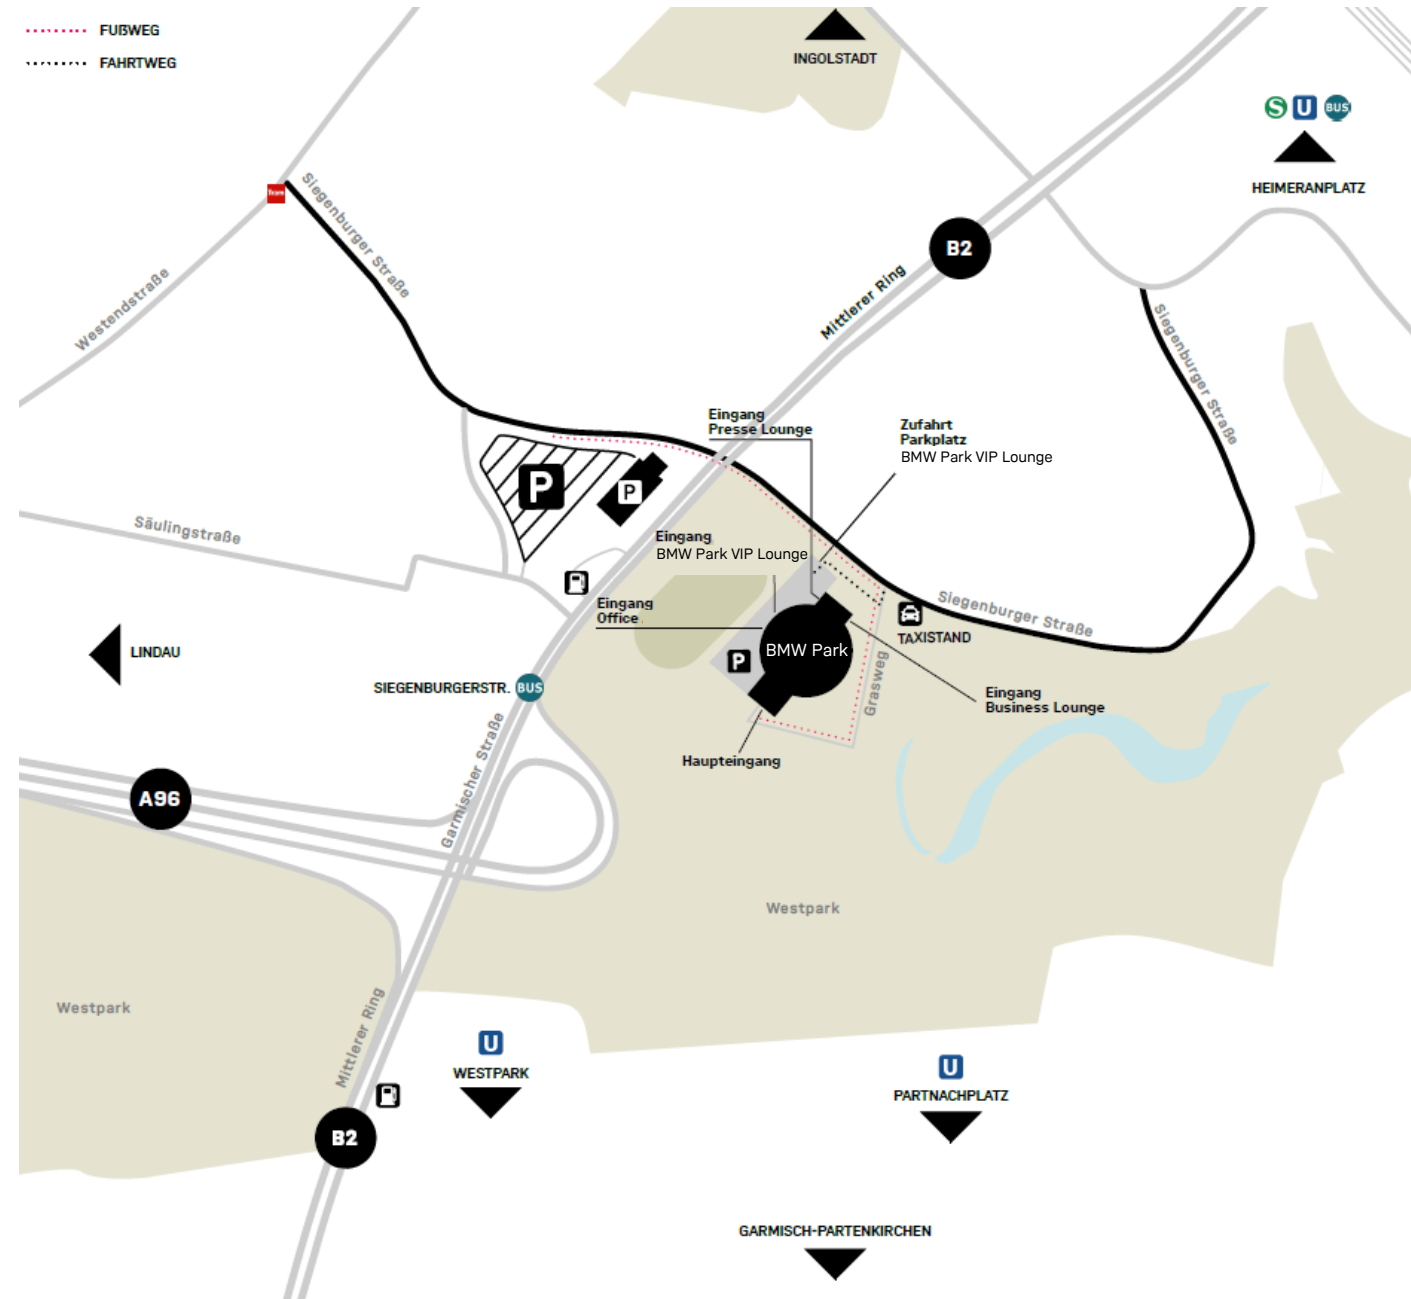 FUßWEG
FAHRTWEG
INGOLSTADT
S
U
BUS
HEIMERANPLATZ
Tram
Siegenburger Straße
Westendstraße
B2
Mittlerer Ring
Siegenburger Straße
Eingang
Presse Lounge
Zufahrt
Parkplatz
BMW Park VIP Lounge
P
P
Säulingstraße
Eingang
BMW Park VIP Lounge
Eingang
Office
Siegenburger Straße
TAXISTAND
LINDAU
BMW Park
P
Grasweg
SIEGENBURGERSTR.
BUS
Eingang
Business Lounge
Garmischer Straße
Haupteingang
A96
Westpark
Westpark
Mittlerer Ring
U
WESTPARK
U
PARTNACHPLATZ
B2
GARMISCH-PARTENKIRCHEN